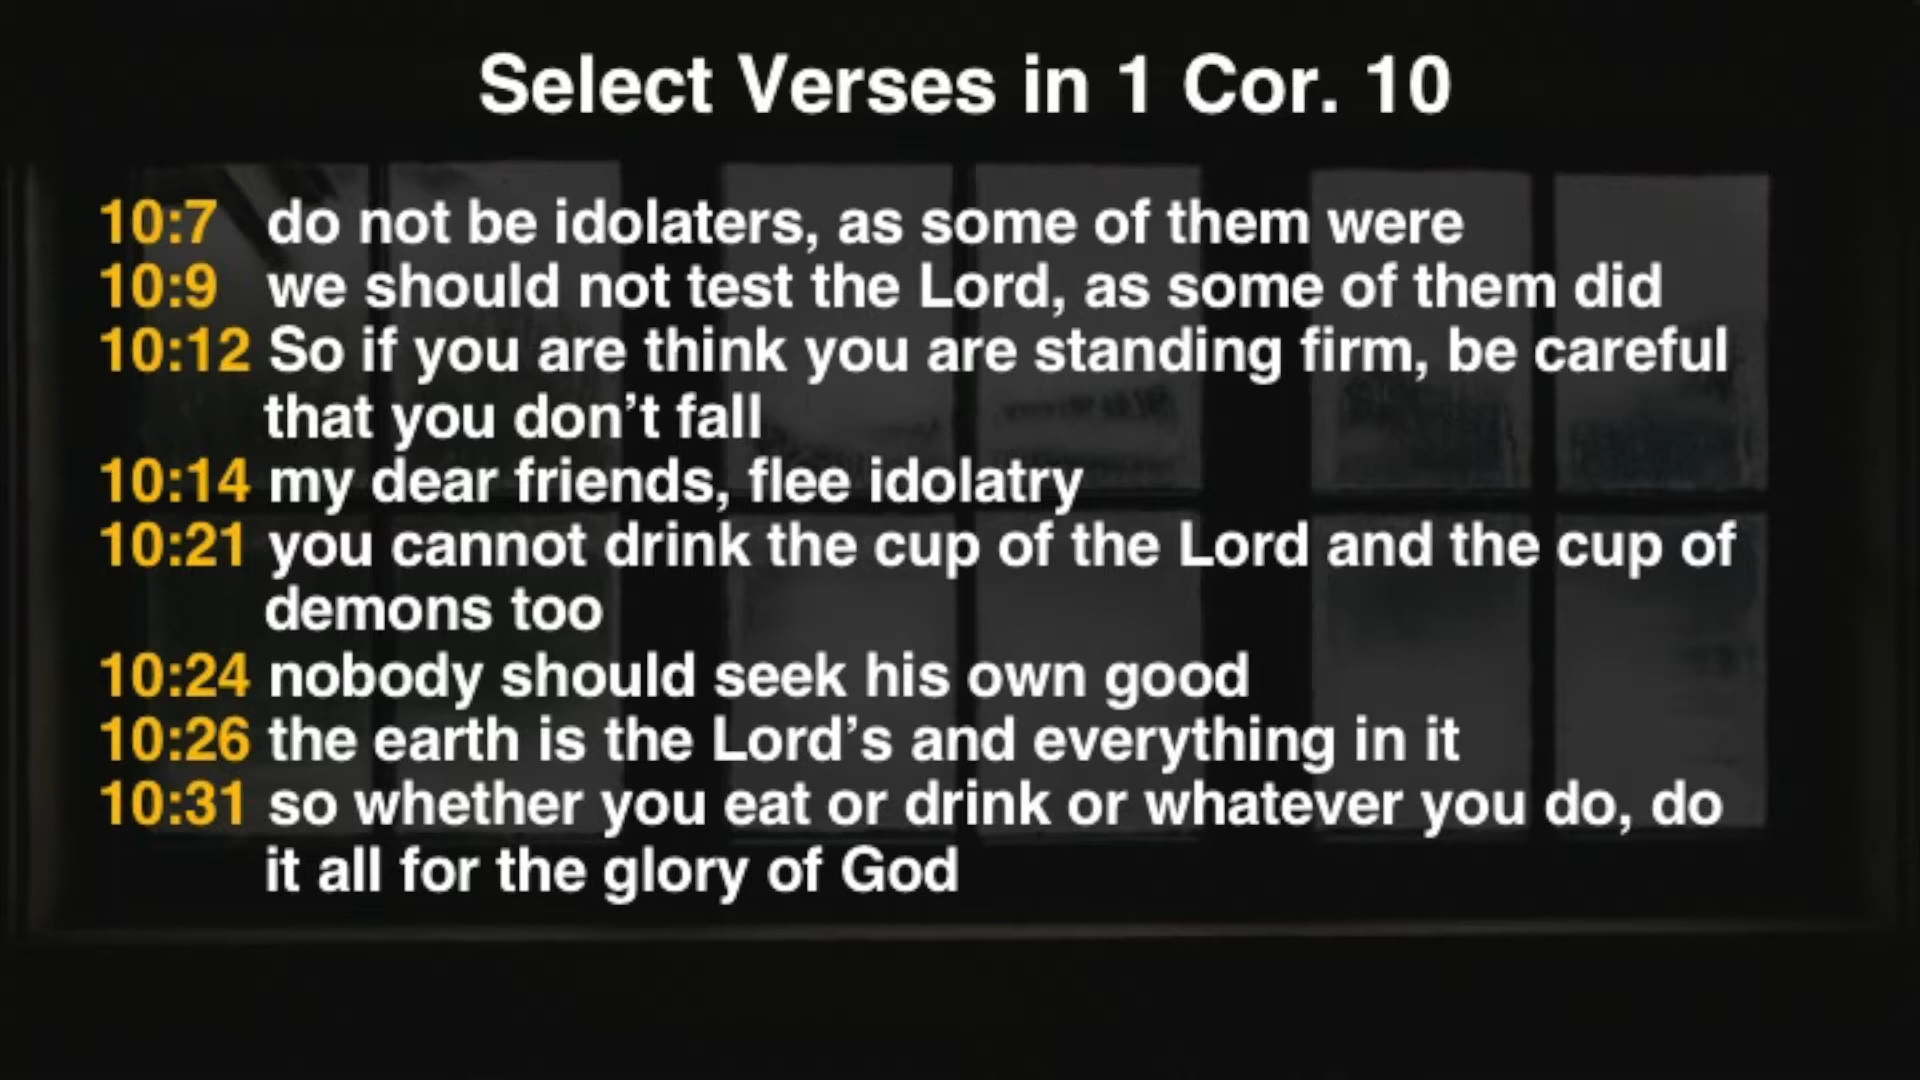 Select Verses in 1 Cor. 10
10:7 do not be idolaters, as some of them were
10:9 we should not test the Lord, as some of them did
10:12 So if you are think you are standing firm, be careful
that you don’t fall
10:14 my dear friends, flee idolatry
10:21 you cannot drink the cup of the Lord and the cup of
demons too
10:24 nobody should seek his own good
10:26 the earth is the Lord’s and everything in it
10:31 so whether you eat or drink or whatever you do, do
it all for the glory of God